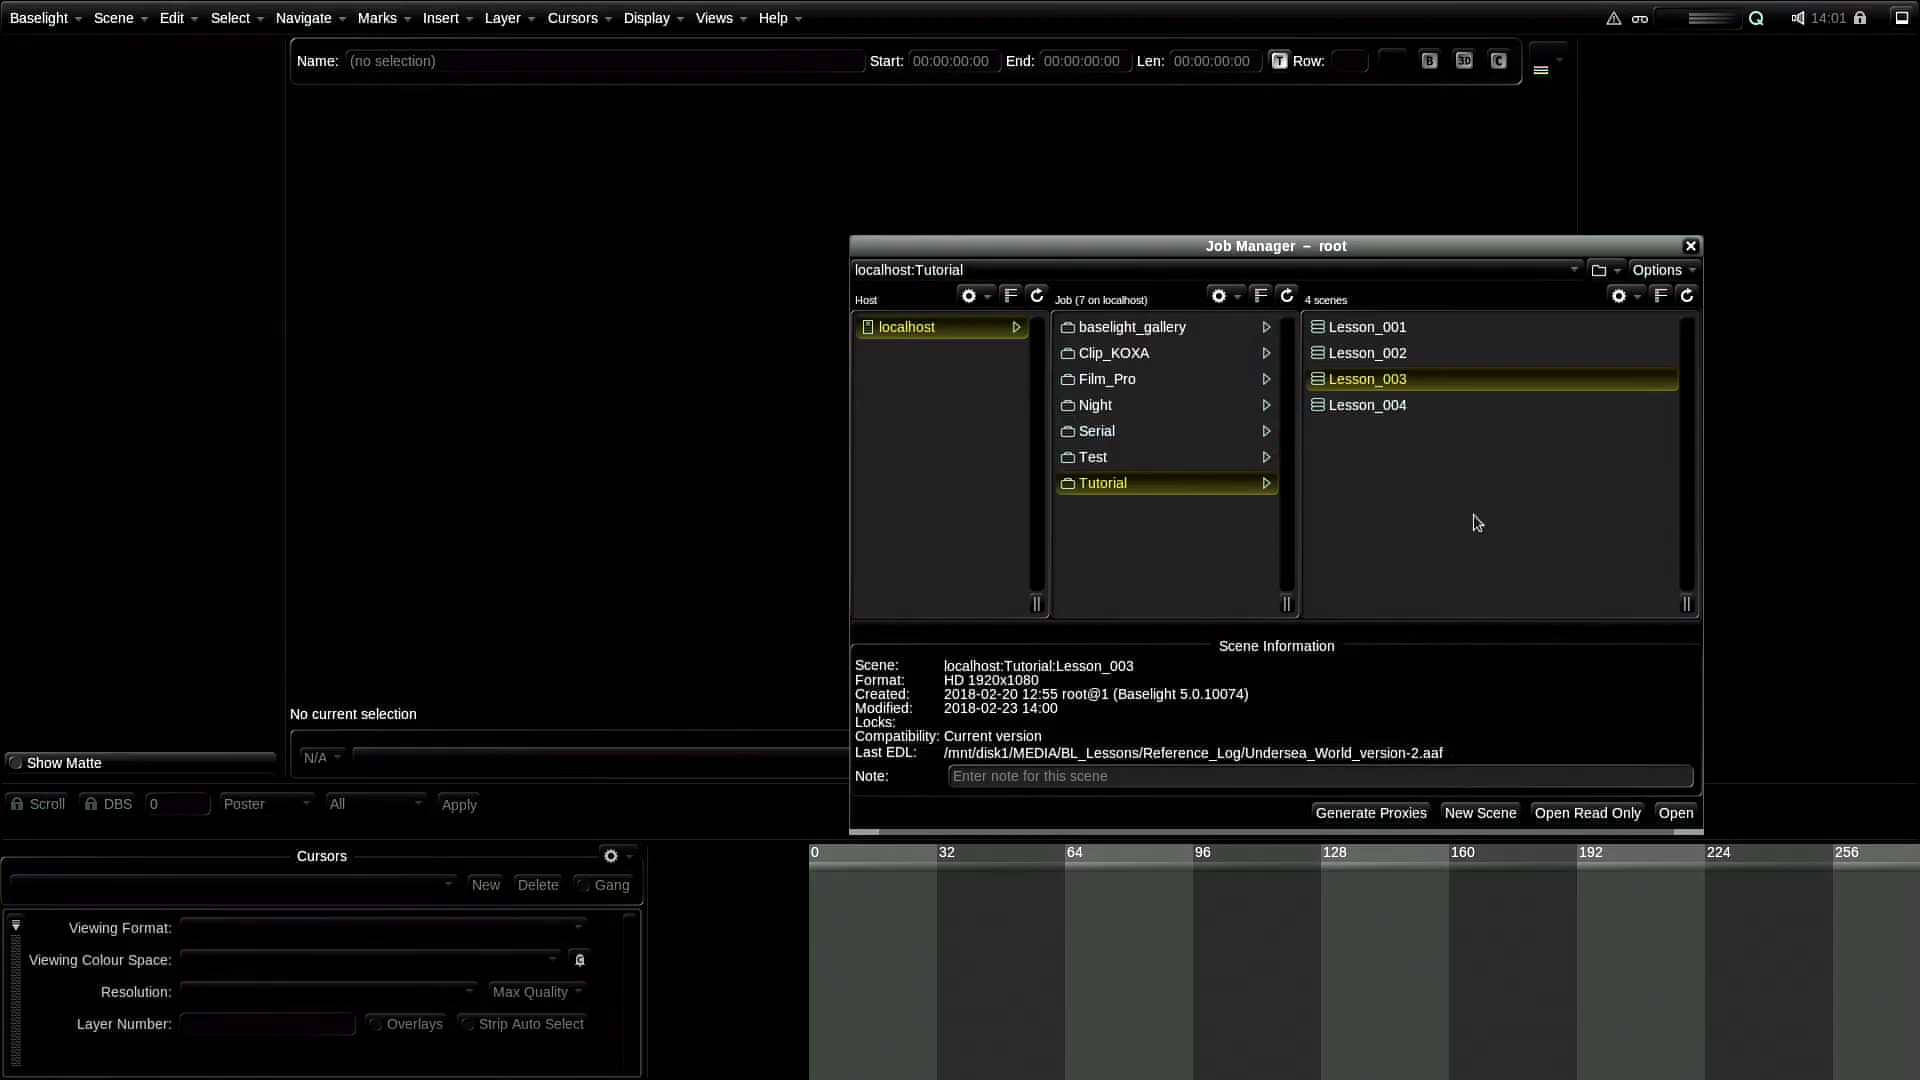 Baselight Scene Edit Select Navigate Marks Insert Layer Cursors Display Views Help 14:01
Name: (no selection) Start: 00:00:00:00 End: 00:00:00:00 Len: 00:00:00:00 T Row: B 3D C
Job Manager – root
localhost:Tutorial Options
Host Job (7 on localhost) 4 scenes
localhost baselight_gallery Lesson_001
Clip_KOXA Lesson_002
Film_Pro Lesson_003
Night Lesson_004
Serial
Test
Tutorial
Scene Information
Scene: localhost:Tutorial:Lesson_003
Format: HD 1920x1080
Created: 2018-02-20 12:55 root@1 (Baselight 5.0.10074)
Modified: 2018-02-23 14:00
Locks:
Compatibility: Current version
Last EDL: /mnt/disk1/MEDIA/BL_Lessons/Reference_Log/Undersea_World_version-2.aaf
Note: Enter note for this scene
Generate Proxies New Scene Open Read Only Open
No current selection
N/A
Show Matte
Scroll DBS 0 Poster All Apply
Cursors
New Delete Gang
Viewing Format:
Viewing Colour Space:
Resolution: Max Quality
Layer Number: Overlays Strip Auto Select
0 32 64 96 128 160 192 224 256